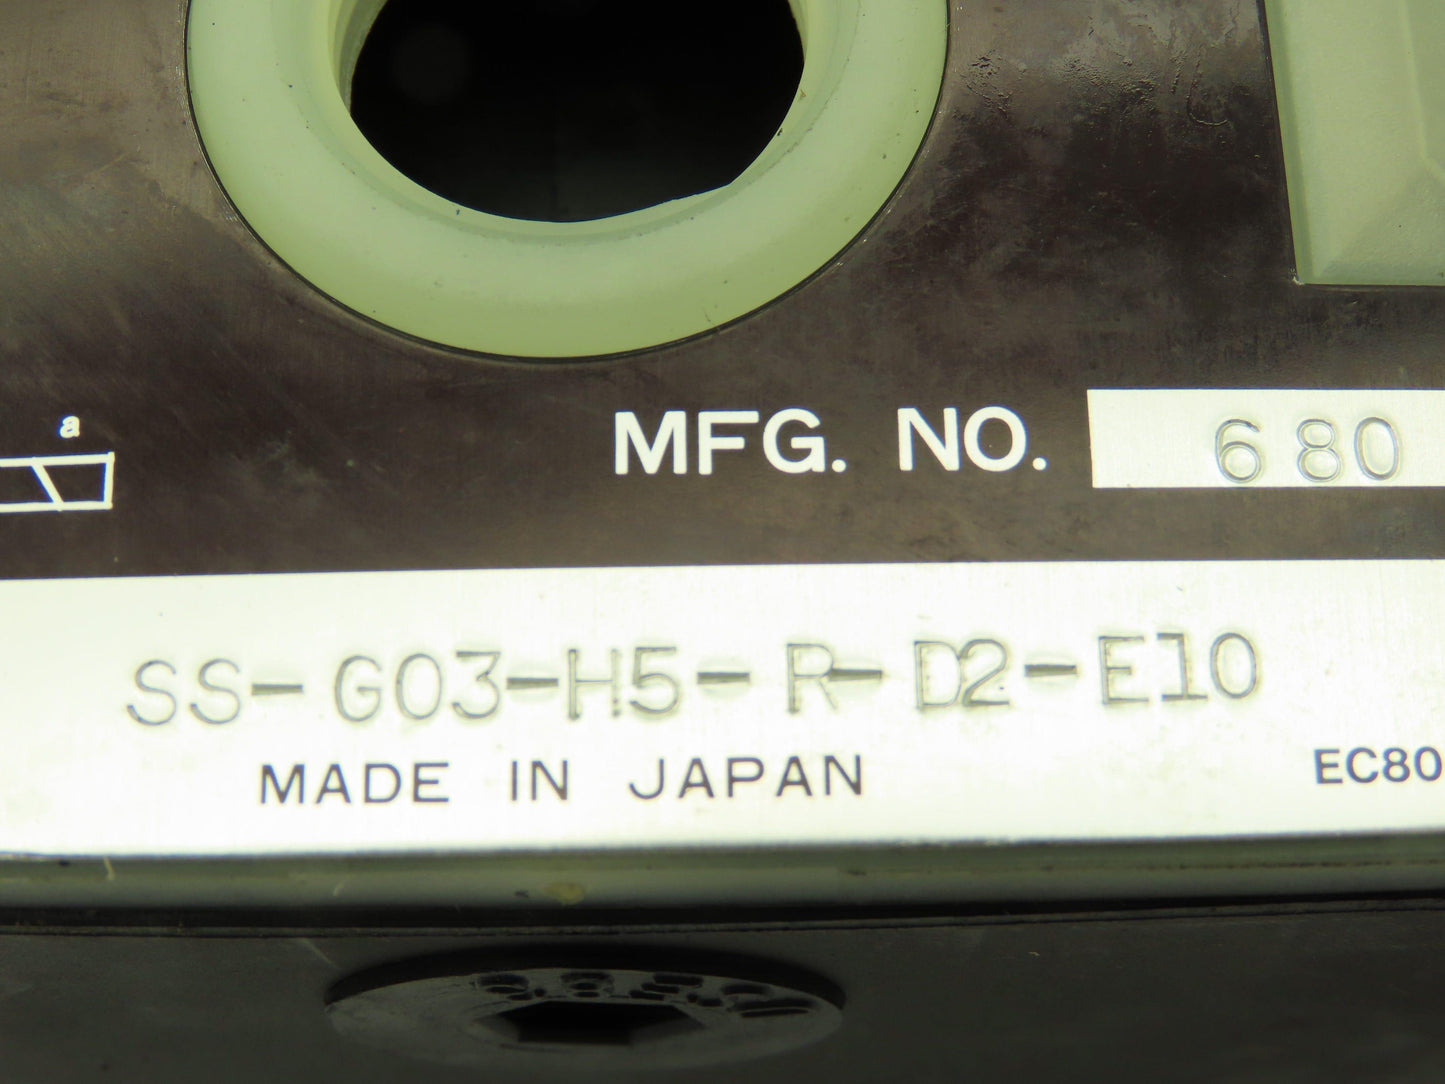 a
MFG. NO. 680
SS-G03-H5-R-D2-E10
MADE IN JAPAN
EC80